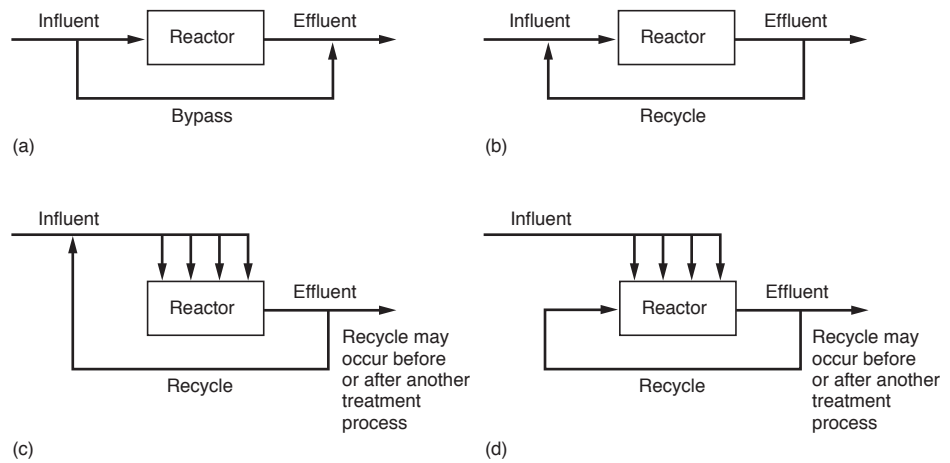 Influent
Reactor
Effluent
Bypass
(a)
Influent
Reactor
Effluent
Recycle
(b)
Influent
Reactor
Effluent
Recycle
Recycle may
occur before
or after another
treatment
process
(c)
Influent
Reactor
Effluent
Recycle
Recycle may
occur before
or after another
treatment
process
(d)